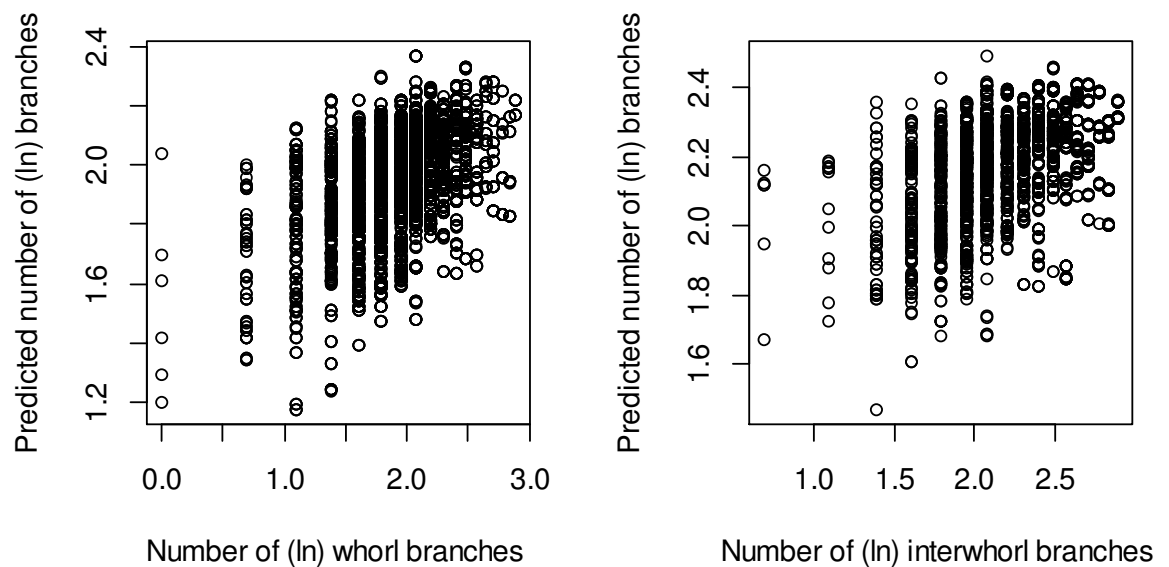 Predicted number of (ln) branches
2.4
2.0
1.6
1.2
0.0 1.0 2.0 3.0
Number of (ln) whorl branches
Predicted number of (ln) branches
2.4
2.2
2.0
1.8
1.6
1.0 1.5 2.0 2.5
Number of (ln) interwhorl branches